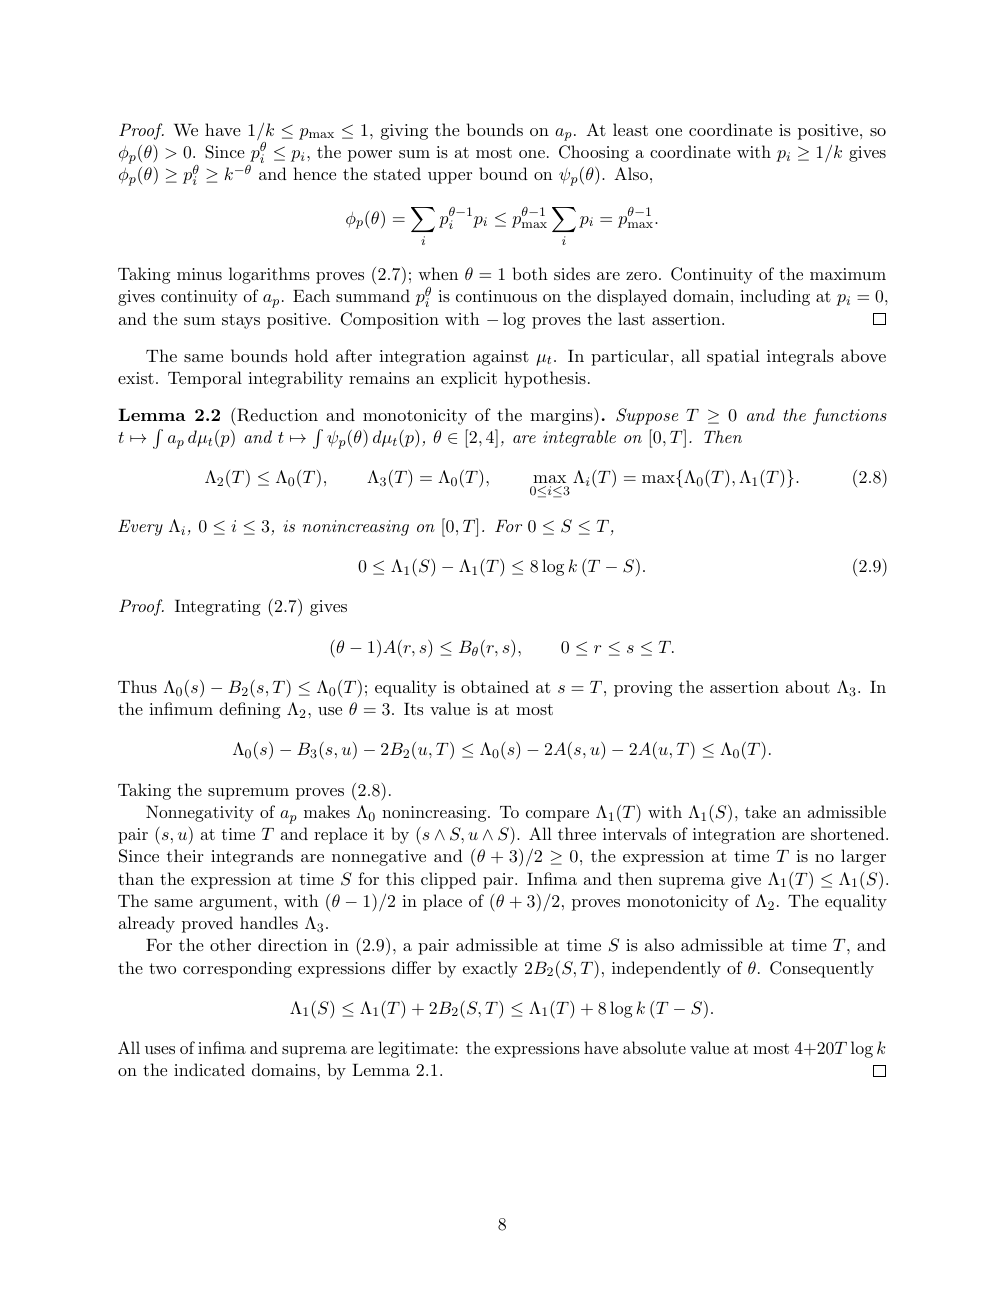 Proof. We have 1/k ≤ p_max ≤ 1, giving the bounds on a_p. At least one coordinate is positive, so
ϕ_p(θ) > 0. Since p_i^θ ≤ p_i, the power sum is at most one. Choosing a coordinate with p_i ≥ 1/k gives
ϕ_p(θ) ≥ p_i^θ ≥ k^{−θ} and hence the stated upper bound on ψ_p(θ). Also,
ϕ_p(θ) = ∑_i p_i^{θ−1} p_i ≤ p_max^{θ−1} ∑_i p_i = p_max^{θ−1}.
Taking minus logarithms proves (2.7); when θ = 1 both sides are zero. Continuity of the maximum
gives continuity of a_p. Each summand p_i^θ is continuous on the displayed domain, including at p_i = 0,
and the sum stays positive. Composition with − log proves the last assertion. □
The same bounds hold after integration against μ_t. In particular, all spatial integrals above
exist. Temporal integrability remains an explicit hypothesis.
Lemma 2.2 (Reduction and monotonicity of the margins). Suppose T ≥ 0 and the functions
t ↦ ∫ a_p dμ_t(p) and t ↦ ∫ ψ_p(θ) dμ_t(p), θ ∈ [2, 4], are integrable on [0, T]. Then
Λ_2(T) ≤ Λ_0(T), Λ_3(T) = Λ_0(T), max_{0≤i≤3} Λ_i(T) = max{Λ_0(T), Λ_1(T)}. (2.8)
Every Λ_i, 0 ≤ i ≤ 3, is nonincreasing on [0, T]. For 0 ≤ S ≤ T,
0 ≤ Λ_1(S) − Λ_1(T) ≤ 8 log k (T − S). (2.9)
Proof. Integrating (2.7) gives
(θ − 1)A(r, s) ≤ B_θ(r, s), 0 ≤ r ≤ s ≤ T.
Thus Λ_0(s) − B_2(s, T) ≤ Λ_0(T); equality is obtained at s = T, proving the assertion about Λ_3. In
the infimum defining Λ_2, use θ = 3. Its value is at most
Λ_0(s) − B_3(s, u) − 2B_2(u, T) ≤ Λ_0(s) − 2A(s, u) − 2A(u, T) ≤ Λ_0(T).
Taking the supremum proves (2.8).
Nonnegativity of a_p makes Λ_0 nonincreasing. To compare Λ_1(T) with Λ_1(S), take an admissible
pair (s, u) at time T and replace it by (s ∧ S, u ∧ S). All three intervals of integration are shortened.
Since their integrands are nonnegative and (θ + 3)/2 ≥ 0, the expression at time T is no larger
than the expression at time S for this clipped pair. Infima and then suprema give Λ_1(T) ≤ Λ_1(S).
The same argument, with (θ − 1)/2 in place of (θ + 3)/2, proves monotonicity of Λ_2. The equality
already proved handles Λ_3.
For the other direction in (2.9), a pair admissible at time S is also admissible at time T, and
the two corresponding expressions differ by exactly 2B_2(S, T), independently of θ. Consequently
Λ_1(S) ≤ Λ_1(T) + 2B_2(S, T) ≤ Λ_1(T) + 8 log k (T − S).
All uses of infima and suprema are legitimate: the expressions have absolute value at most 4+20T log k
on the indicated domains, by Lemma 2.1. □
8